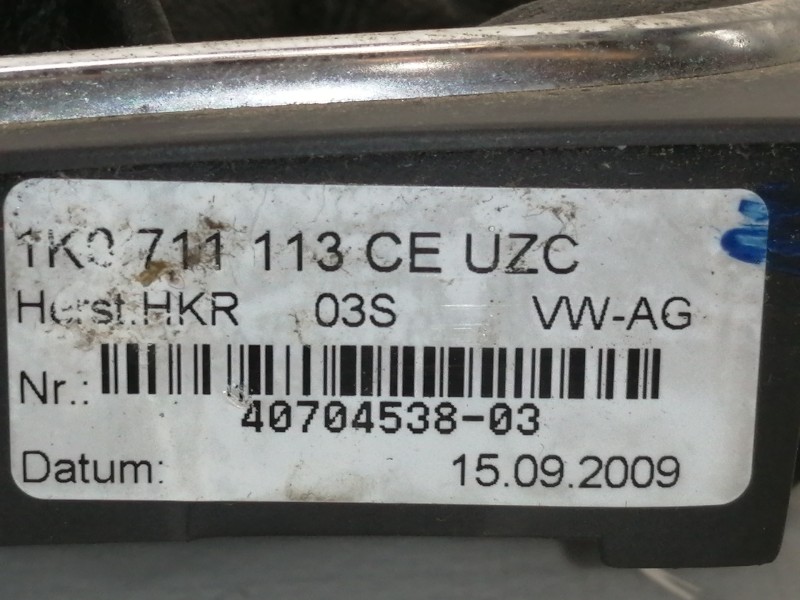 1K0 711 113 CE UZC
Herst.HKR 03S VW-AG
Nr.: 40704538-03
Datum: 15.09.2009